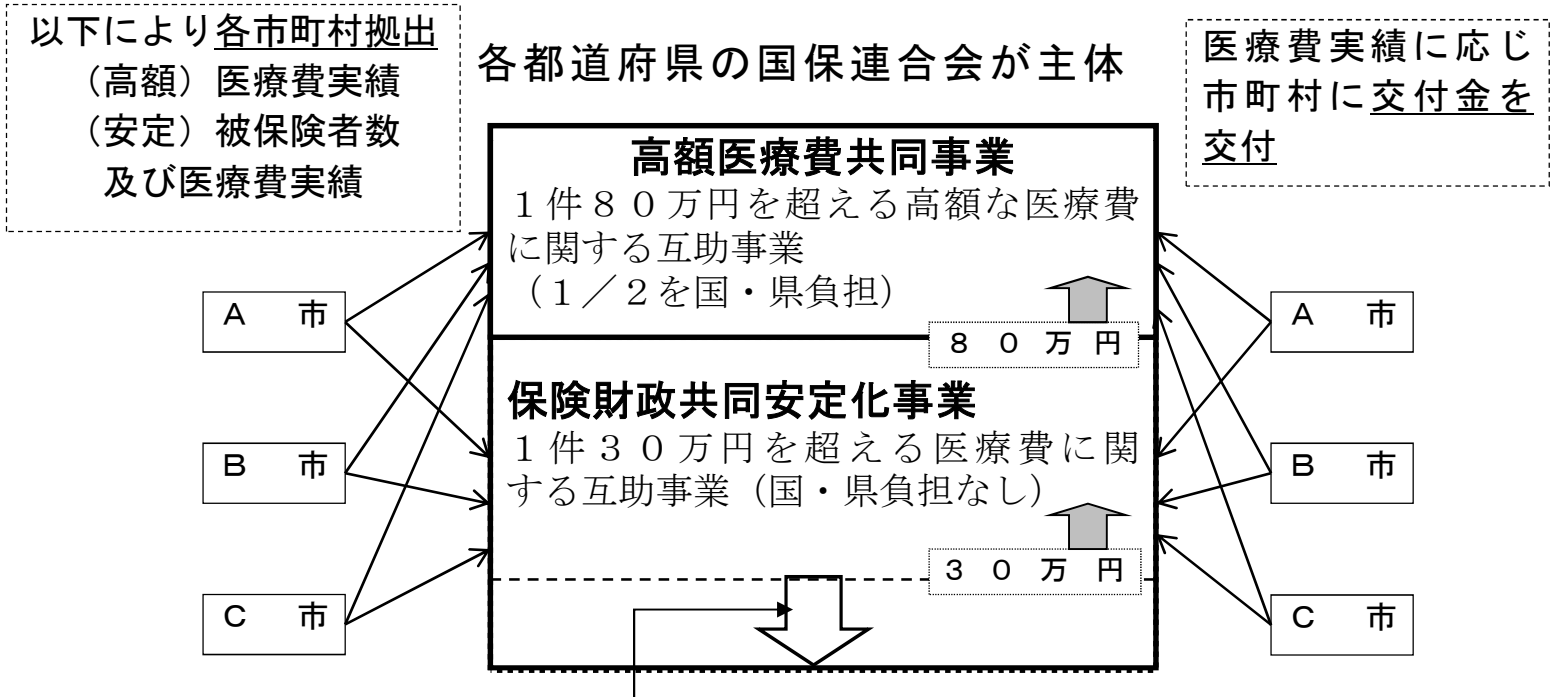 以下により各市町村拠出
（高額）医療費実績
（安定）被保険者数
及び医療費実績
各都道府県の国保連合会が主体
医療費実績に応じ
市町村に交付金を
交付
高額医療費共同事業
１件８０万円を超える高額な医療費
に関する互助事業
（１／２を国・県負担）
８０万円
保険財政共同安定化事業
１件３０万円を超える医療費に関
する互助事業（国・県負担なし）
３０万円
Ａ　市
Ｂ　市
Ｃ　市
Ａ　市
Ｂ　市
Ｃ　市